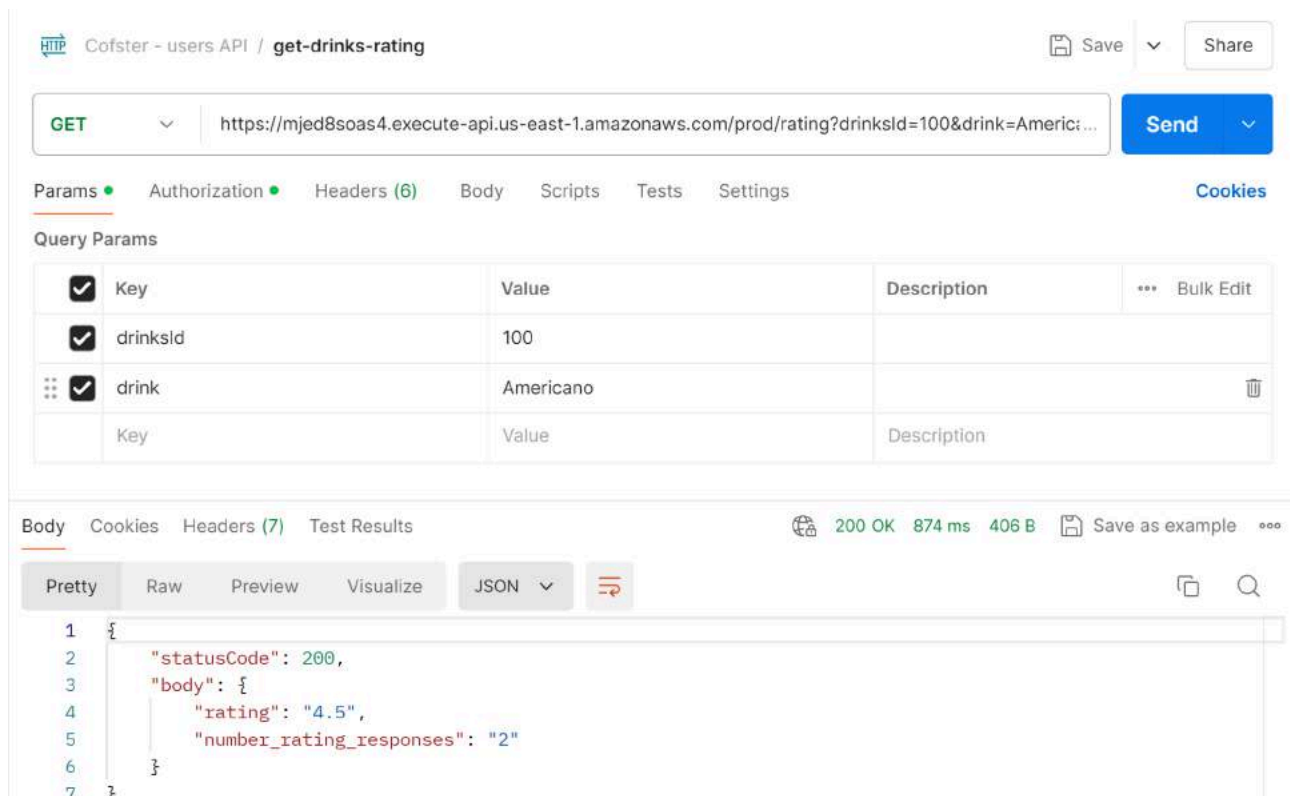 HTTP Cofster - users API / get-drinks-rating Save Share
GET https://mjed8soas4.execute-api.us-east-1.amazonaws.com/prod/rating?drinksId=100&drink=America... Send
Params Authorization Headers (6) Body Scripts Tests Settings Cookies
Query Params
Key Value Description Bulk Edit
drinksId 100
drink Americano
Key Value Description
Body Cookies Headers (7) Test Results 200 OK 874 ms 406 B Save as example
Pretty Raw Preview Visualize JSON
1 {
2 "statusCode": 200,
3 "body": {
4 "rating": "4.5",
5 "number_rating_responses": "2"
6 }
7 }